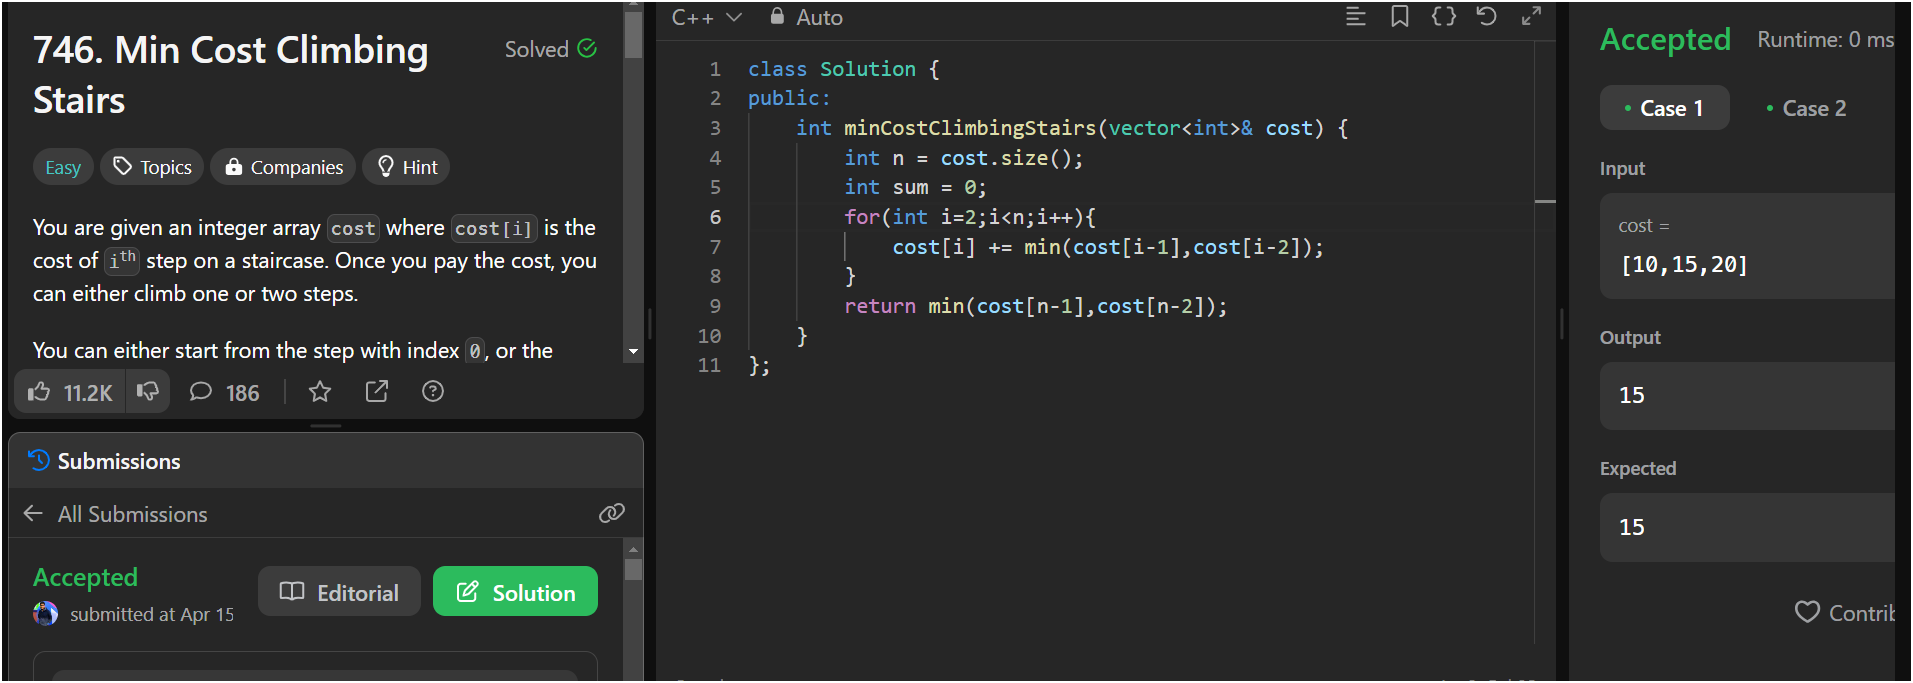 746. Min Cost Climbing
Stairs
Solved
Easy
Topics
Companies
Hint
You are given an integer array cost where cost[i] is the
cost of ith step on a staircase. Once you pay the cost, you
can either climb one or two steps.
You can either start from the step with index 0, or the
11.2K
186
Submissions
All Submissions
Accepted
submitted at Apr 15
Editorial
Solution
C++
Auto
1 class Solution {
2 public:
3 int minCostClimbingStairs(vector<int>& cost) {
4 int n = cost.size();
5 int sum = 0;
6 for(int i=2;i<n;i++){
7 cost[i] += min(cost[i-1],cost[i-2]);
8 }
9 return min(cost[n-1],cost[n-2]);
10 }
11 };
Accepted Runtime: 0 ms
Case 1
Case 2
Input
cost =
[10,15,20]
Output
15
Expected
15
Contrib